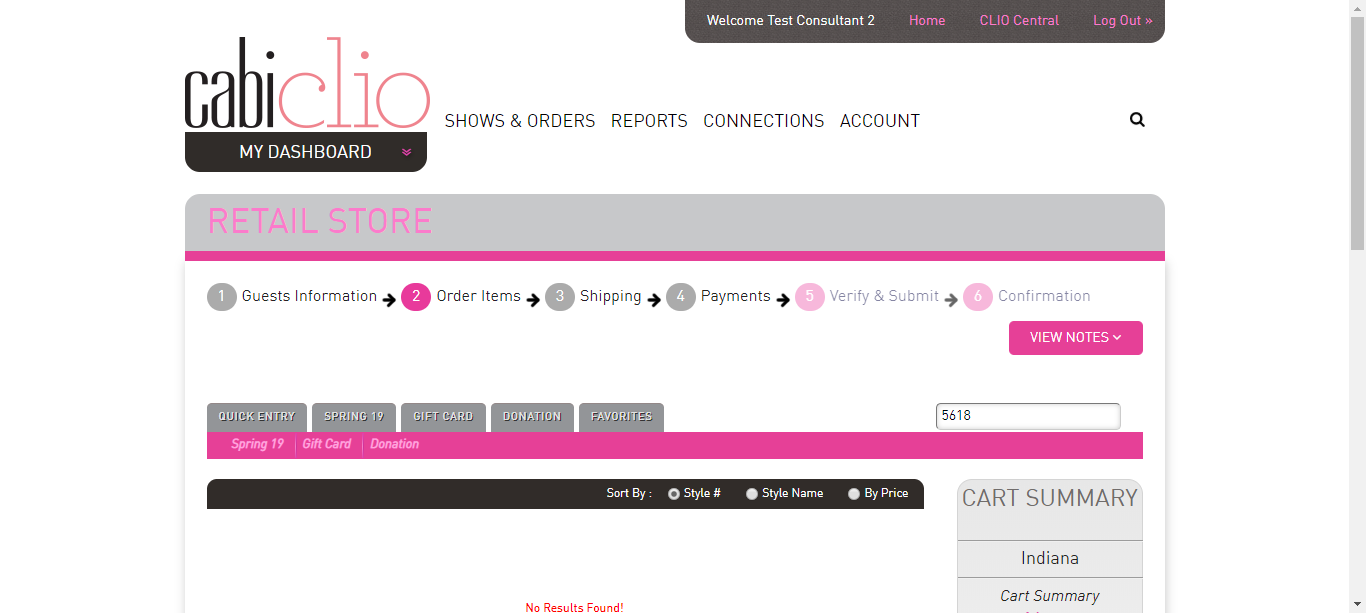 Welcome Test Consultant 2 Home CLIO Central Log Out »
cabiclio
SHOWS & ORDERS REPORTS CONNECTIONS ACCOUNT
MY DASHBOARD
RETAIL STORE
1 Guests Information 2 Order Items 3 Shipping 4 Payments 5 Verify & Submit 6 Confirmation
VIEW NOTES
QUICK ENTRY SPRING 19 GIFT CARD DONATION FAVORITES 5618
Spring 19 Gift Card Donation
Sort By : Style # Style Name By Price
CART SUMMARY
Indiana
Cart Summary
No Results Found!